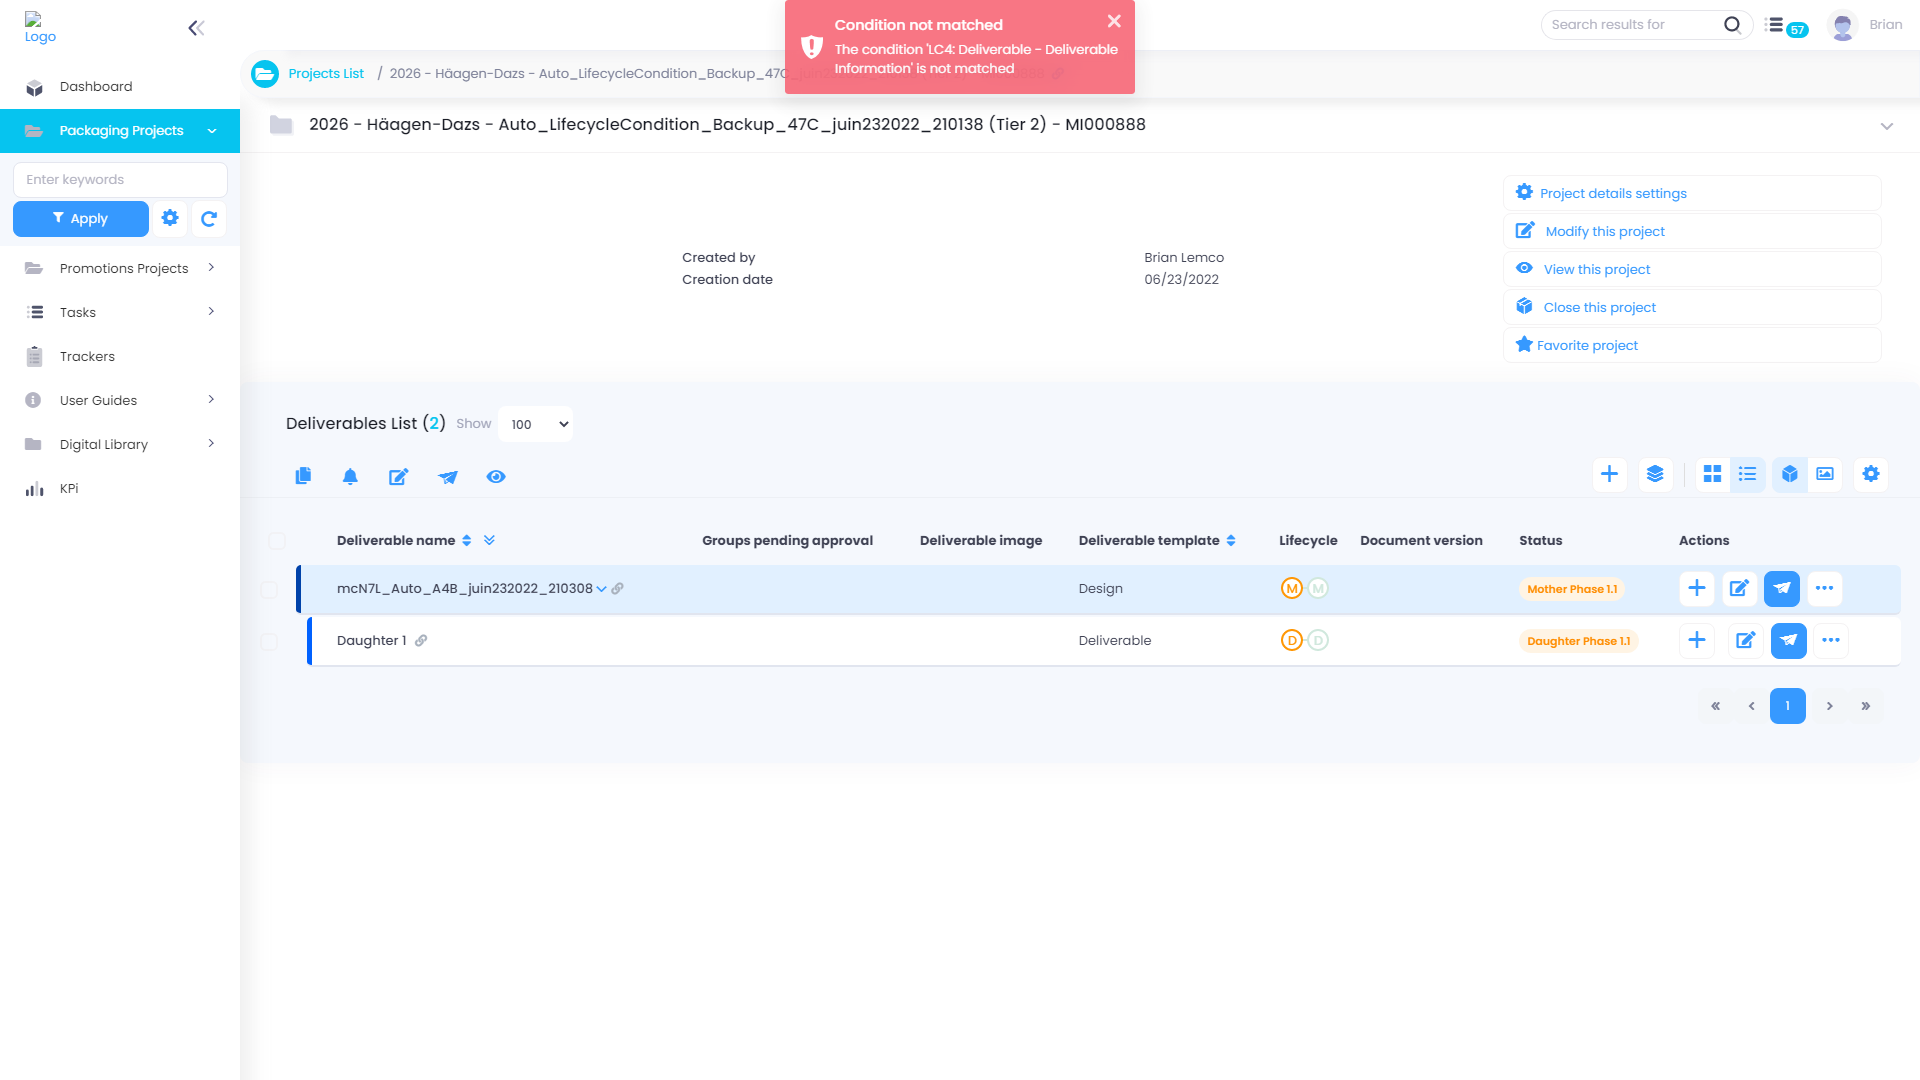 Logo
Condition not matched
The condition 'LC4: Deliverable - Deliverable
Information' is not matched
Search results for
57
Brian
Projects List / 2026 - Häagen-Dazs - Auto_LifecycleCondition_Backup_47C_
Dashboard
Packaging Projects
Enter keywords
Apply
Promotions Projects
Tasks
Trackers
User Guides
Digital Library
KPi
2026 - Häagen-Dazs - Auto_LifecycleCondition_Backup_47C_juin232022_210138 (Tier 2) - MI000888
Created by Brian Lemco
Creation date 06/23/2022
Project details settings
Modify this project
View this project
Close this project
Favorite project
Deliverables List (2) Show 100
Deliverable name Groups pending approval Deliverable image Deliverable template Lifecycle Document version Status Actions
mcN7L_Auto_A4B_juin232022_210308 Design M M Mother Phase 1.1
Daughter 1 Deliverable D D Daughter Phase 1.1
« ‹ 1 › »